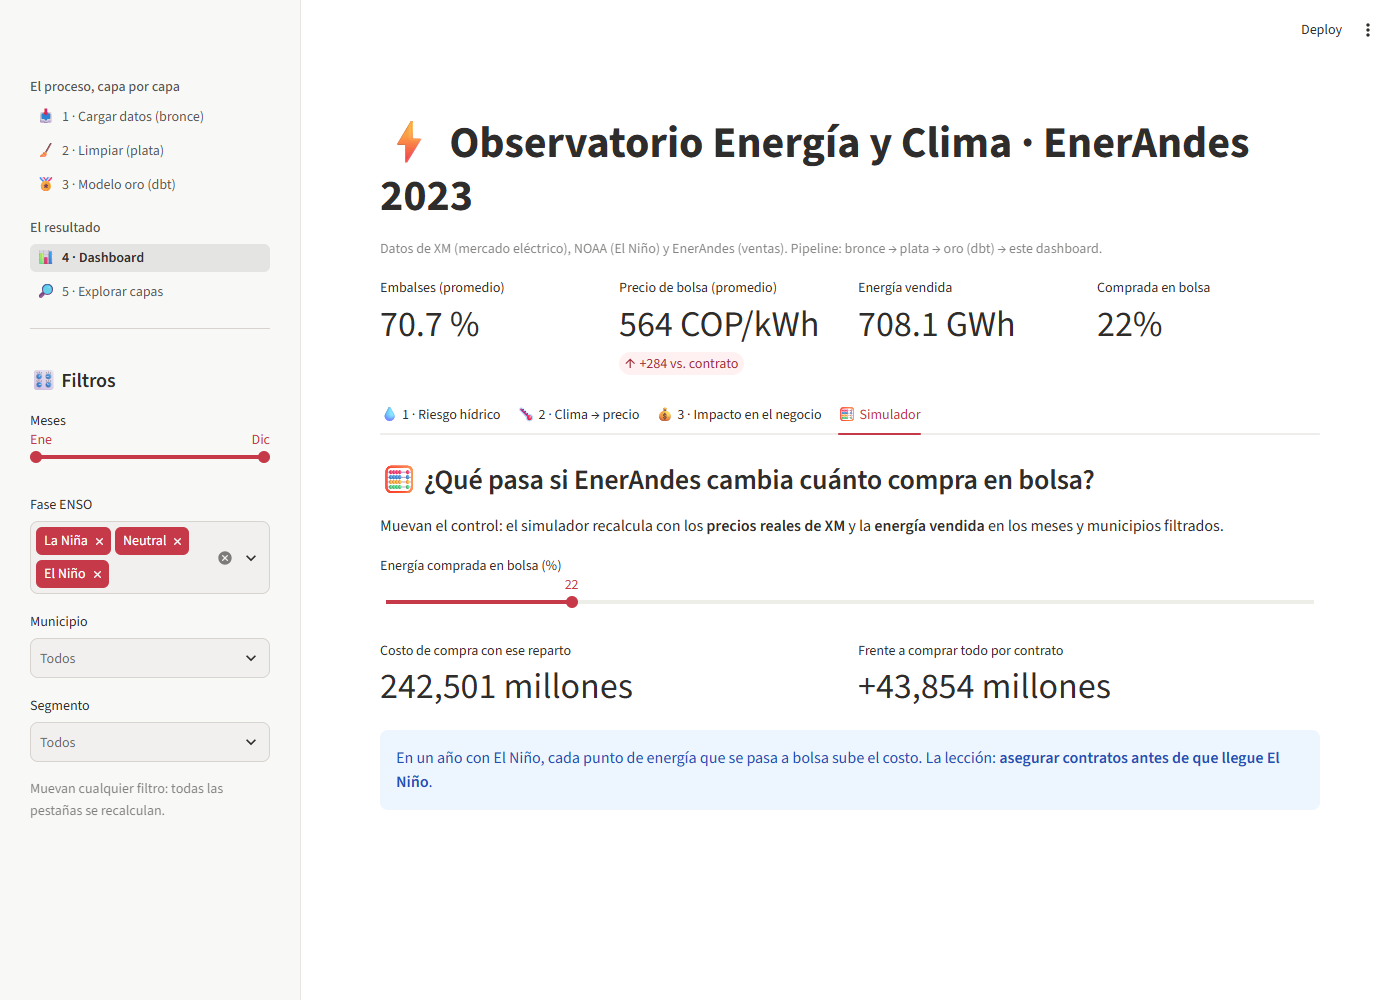 Deploy
El proceso, capa por capa
1 · Cargar datos (bronce)
2 · Limpiar (plata)
3 · Modelo oro (dbt)
El resultado
4 · Dashboard
5 · Explorar capas
Filtros
Meses
Ene Dic
Fase ENSO
La Niña × Neutral ×
El Niño ×
Municipio
Todos
Segmento
Todos
Muevan cualquier filtro: todas las
pestañas se recalculan.
Observatorio Energía y Clima · EnerAndes
2023
Datos de XM (mercado eléctrico), NOAA (El Niño) y EnerAndes (ventas). Pipeline: bronce → plata → oro (dbt) → este dashboard.
Embalses (promedio)
70.7 %
Precio de bolsa (promedio)
564 COP/kWh
↑ +284 vs. contrato
Energía vendida
708.1 GWh
Comprada en bolsa
22%
1 · Riesgo hídrico 2 · Clima → precio 3 · Impacto en el negocio Simulador
¿Qué pasa si EnerAndes cambia cuánto compra en bolsa?
Muevan el control: el simulador recalcula con los precios reales de XM y la energía vendida en los meses y municipios filtrados.
Energía comprada en bolsa (%)
22
Costo de compra con ese reparto
242,501 millones
Frente a comprar todo por contrato
+43,854 millones
En un año con El Niño, cada punto de energía que se pasa a bolsa sube el costo. La lección: asegurar contratos antes de que llegue El
Niño.